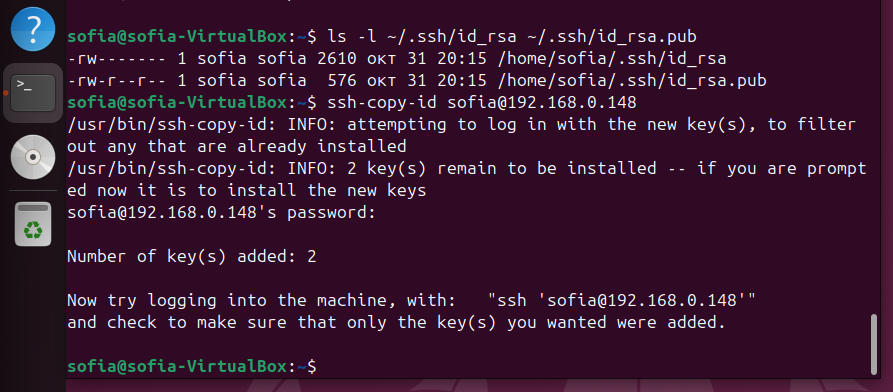 sofia@sofia-VirtualBox:~$ ls -l ~/.ssh/id_rsa ~/.ssh/id_rsa.pub
-rw------- 1 sofia sofia 2610 окт 31 20:15 /home/sofia/.ssh/id_rsa
-rw-r--r-- 1 sofia sofia  576 окт 31 20:15 /home/sofia/.ssh/id_rsa.pub
sofia@sofia-VirtualBox:~$ ssh-copy-id sofia@192.168.0.148
/usr/bin/ssh-copy-id: INFO: attempting to log in with the new key(s), to filter
out any that are already installed
/usr/bin/ssh-copy-id: INFO: 2 key(s) remain to be installed -- if you are prompt
ed now it is to install the new keys
sofia@192.168.0.148's password:
Number of key(s) added: 2
Now try logging into the machine, with:   "ssh 'sofia@192.168.0.148'"
and check to make sure that only the key(s) you wanted were added.
sofia@sofia-VirtualBox:~$